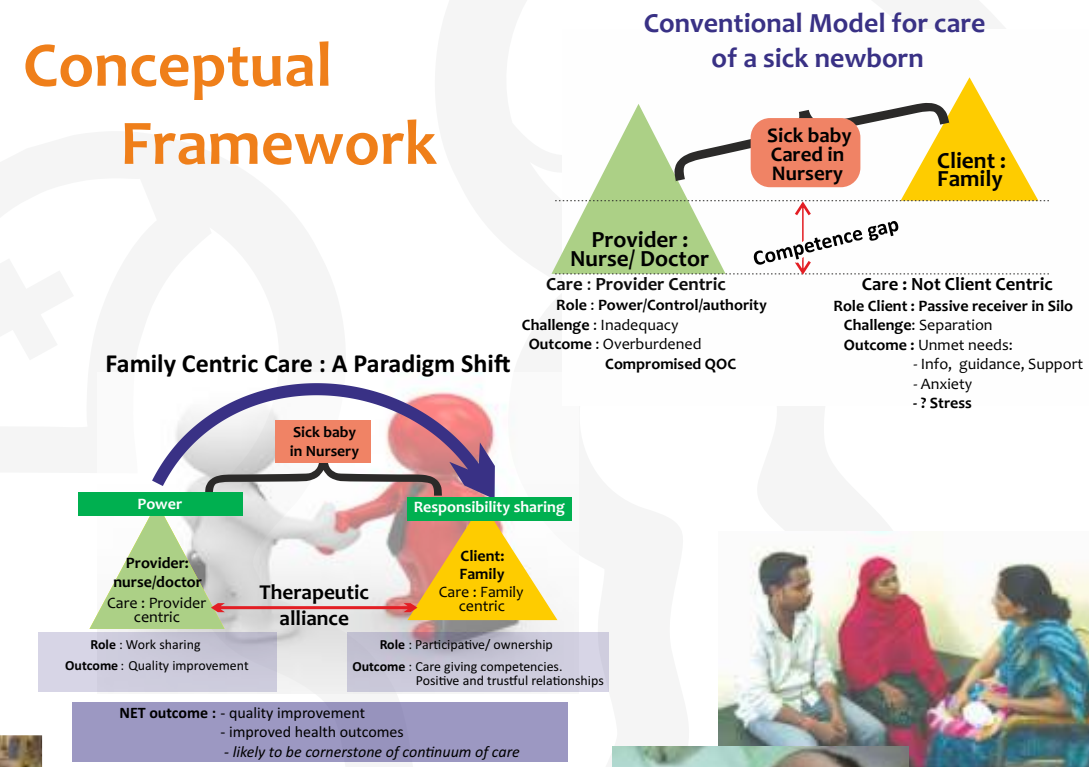 Conceptual
Framework
Conventional Model for care
of a sick newborn
Sick baby
Cared in
Nursery
Client :
Family
Provider :
Nurse/ Doctor
Competence gap
Care : Provider Centric
Role : Power/Control/authority
Challenge : Inadequacy
Outcome : Overburdened
Compromised QOC
Care : Not Client Centric
Role Client : Passive receiver in Silo
Challenge: Separation
Outcome : Unmet needs:
- Info, guidance, Support
- Anxiety
- ? Stress
Family Centric Care : A Paradigm Shift
Sick baby
in Nursery
Power
Responsibility sharing
Provider:
nurse/doctor
Care : Provider
centric
Therapeutic
alliance
Client:
Family
Care : Family
centric
Role : Work sharing
Outcome : Quality improvement
Role : Participative/ ownership
Outcome : Care giving competencies.
Positive and trustful relationships
NET outcome : - quality improvement
- improved health outcomes
- likely to be cornerstone of continuum of care